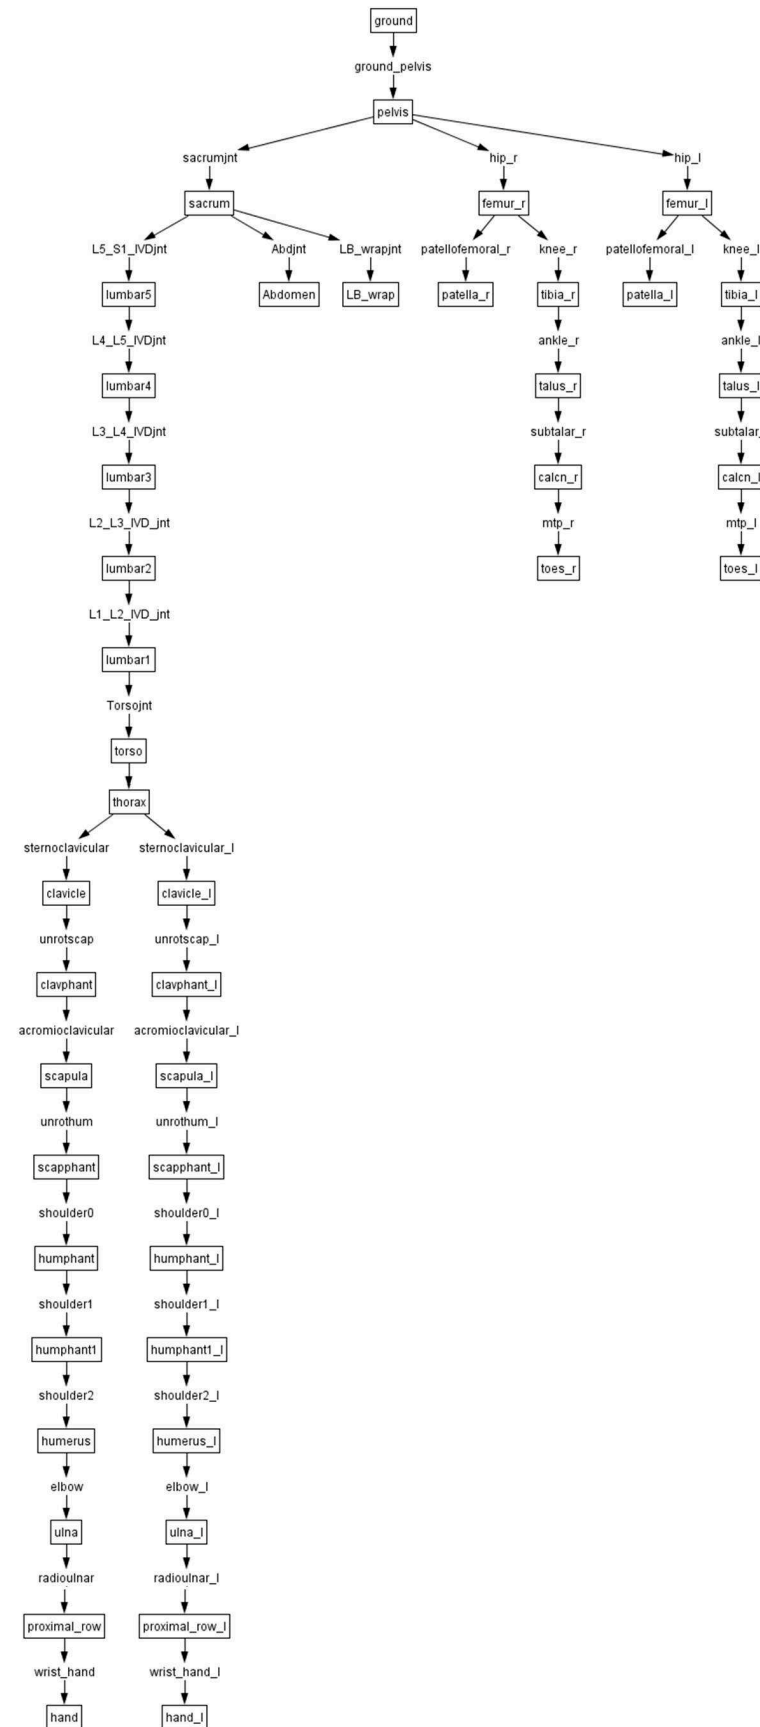 ground
ground_pelvis
pelvis
sacrumjnt hip_r hip_l
sacrum femur_r femur_l
L5_S1_IVDjnt Abdjnt LB_wrapjnt patellofemoral_r knee_r patellofemoral_l knee_l
lumbar5 Abdomen LB_wrap patella_r tibia_r patella_l tibia_l
L4_L5_IVDjnt ankle_r ankle_l
lumbar4 talus_r talus_l
L3_L4_IVDjnt subtalar_r subtalar_
lumbar3 calcn_r calcn_l
L2_L3_IVD_jnt mtp_r mtp_l
lumbar2 toes_r toes_l
L1_L2_IVD_jnt
lumbar1
Torsojnt
torso
thorax
sternoclavicular sternoclavicular_l
clavicle clavicle_l
unrotscap unrotscap_l
clavphant clavphant_l
acromioclavicular acromioclavicular_l
scapula scapula_l
unrothum unrothum_l
scapphant scapphant_l
shoulder0 shoulder0_l
humphant humphant_l
shoulder1 shoulder1_l
humphant1 humphant1_l
shoulder2 shoulder2_l
humerus humerus_l
elbow elbow_l
ulna ulna_l
radioulnar radioulnar_l
proximal_row proximal_row_l
wrist_hand wrist_hand_l
hand hand_l